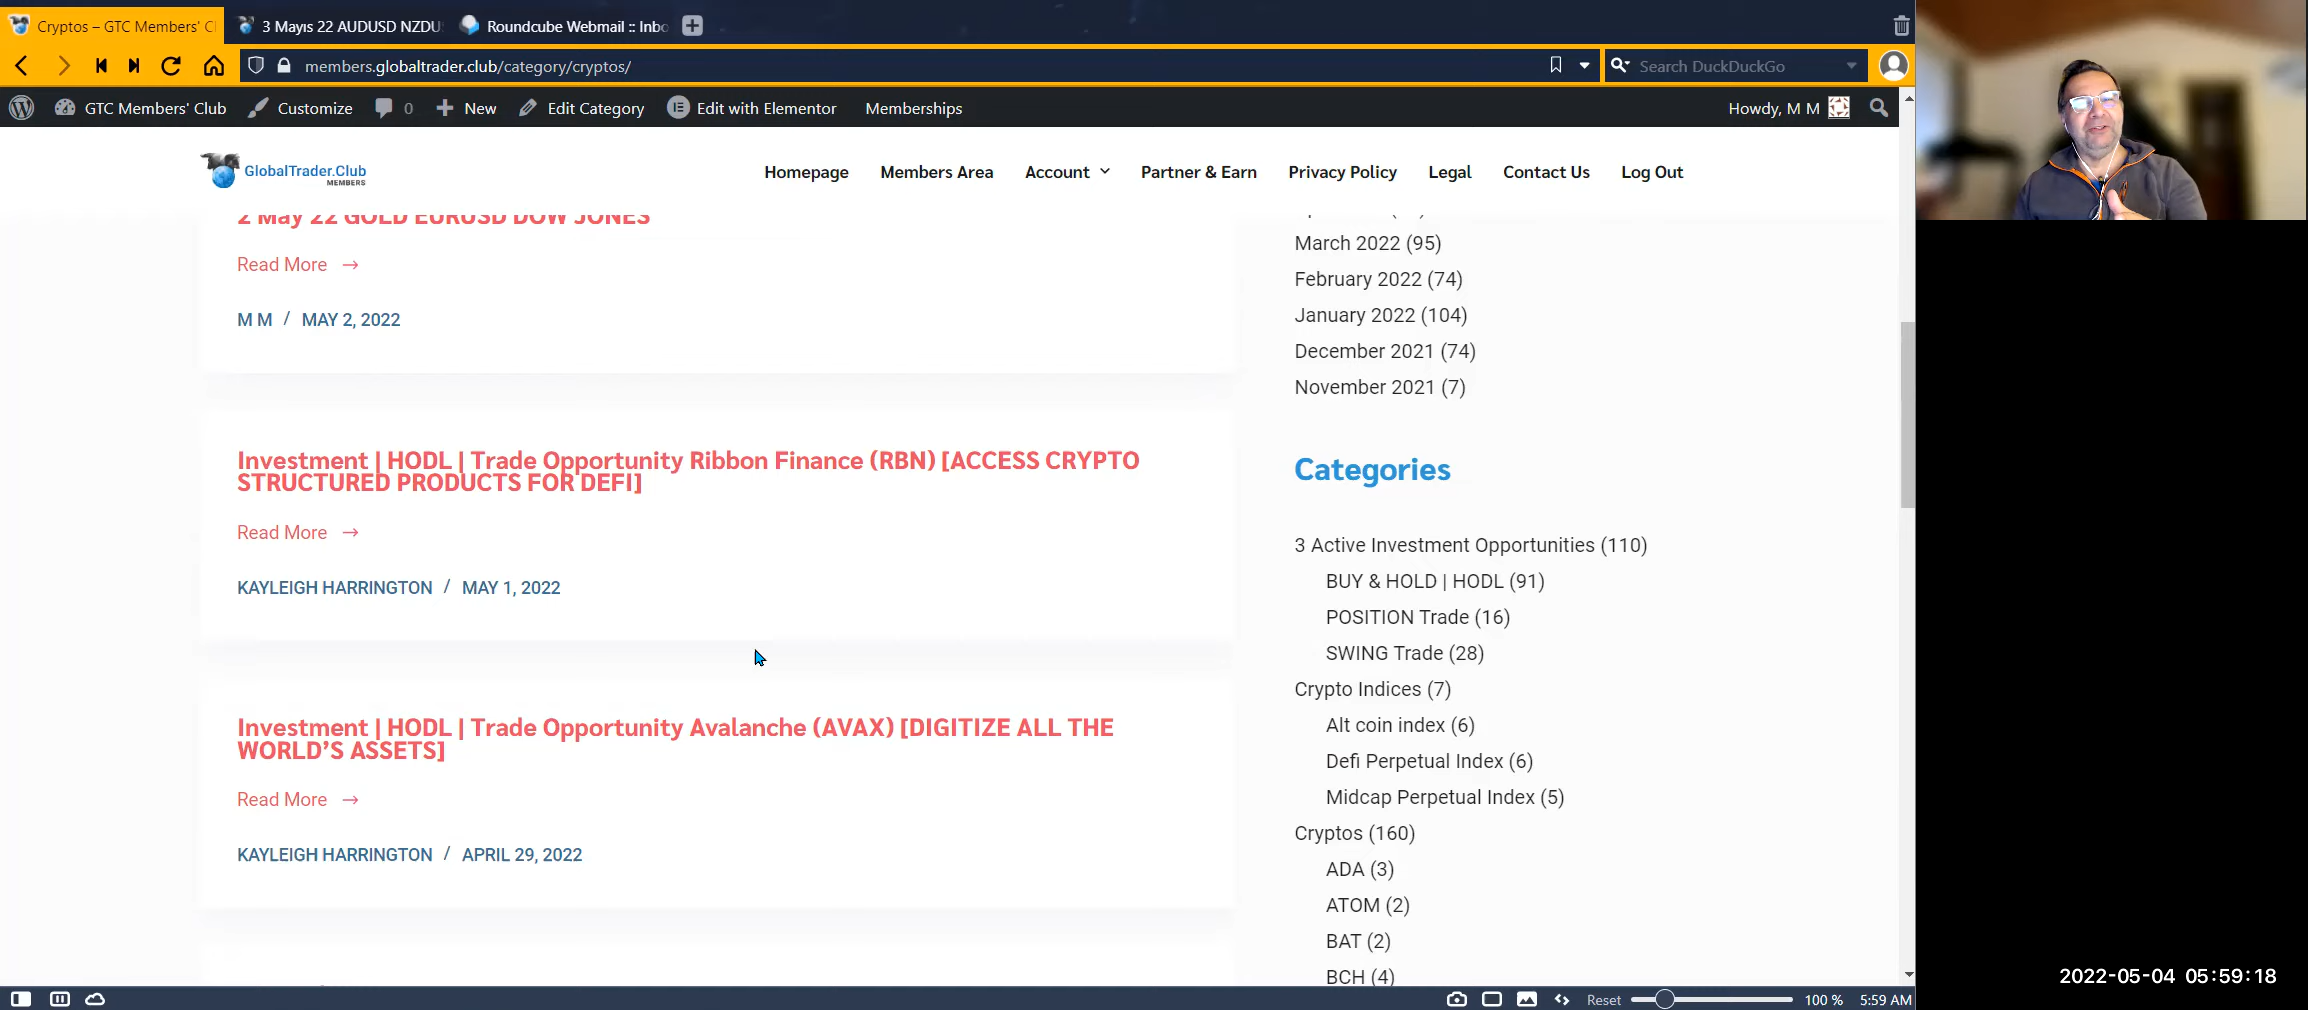 Cryptos – GTC Members' Cl
3 Mayıs 22 AUDUSD NZDU
Roundcube Webmail :: Inbo
members.globaltrader.club/category/cryptos/
Search DuckDuckGo
GTC Members' Club
Customize
0
New
Edit Category
Edit with Elementor
Memberships
Howdy, M M
GlobalTrader.Club
MEMBERS
Homepage
Members Area
Account
Partner & Earn
Privacy Policy
Legal
Contact Us
Log Out
2 May 22 GOLD EURUSD DOW JONES
Read More →
M M / MAY 2, 2022
Investment | HODL | Trade Opportunity Ribbon Finance (RBN) [ACCESS CRYPTO
STRUCTURED PRODUCTS FOR DEFI]
Read More →
KAYLEIGH HARRINGTON / MAY 1, 2022
Investment | HODL | Trade Opportunity Avalanche (AVAX) [DIGITIZE ALL THE
WORLD’S ASSETS]
Read More →
KAYLEIGH HARRINGTON / APRIL 29, 2022
March 2022 (95)
February 2022 (74)
January 2022 (104)
December 2021 (74)
November 2021 (7)
Categories
3 Active Investment Opportunities (110)
BUY & HOLD | HODL (91)
POSITION Trade (16)
SWING Trade (28)
Crypto Indices (7)
Alt coin index (6)
Defi Perpetual Index (6)
Midcap Perpetual Index (5)
Cryptos (160)
ADA (3)
ATOM (2)
BAT (2)
BCH (4)
2022-05-04 05:59:18
Reset
100 %
5:59 AM